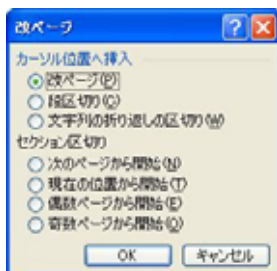 改ページ
カーソル位置へ挿入
改ページ(P)
段区切り(C)
文字列の折り返しの区切り(W)
セクション区切り
次のページから開始(N)
現在の位置から開始(T)
偶数ページから開始(E)
奇数ページから開始(O)
OK キャンセル